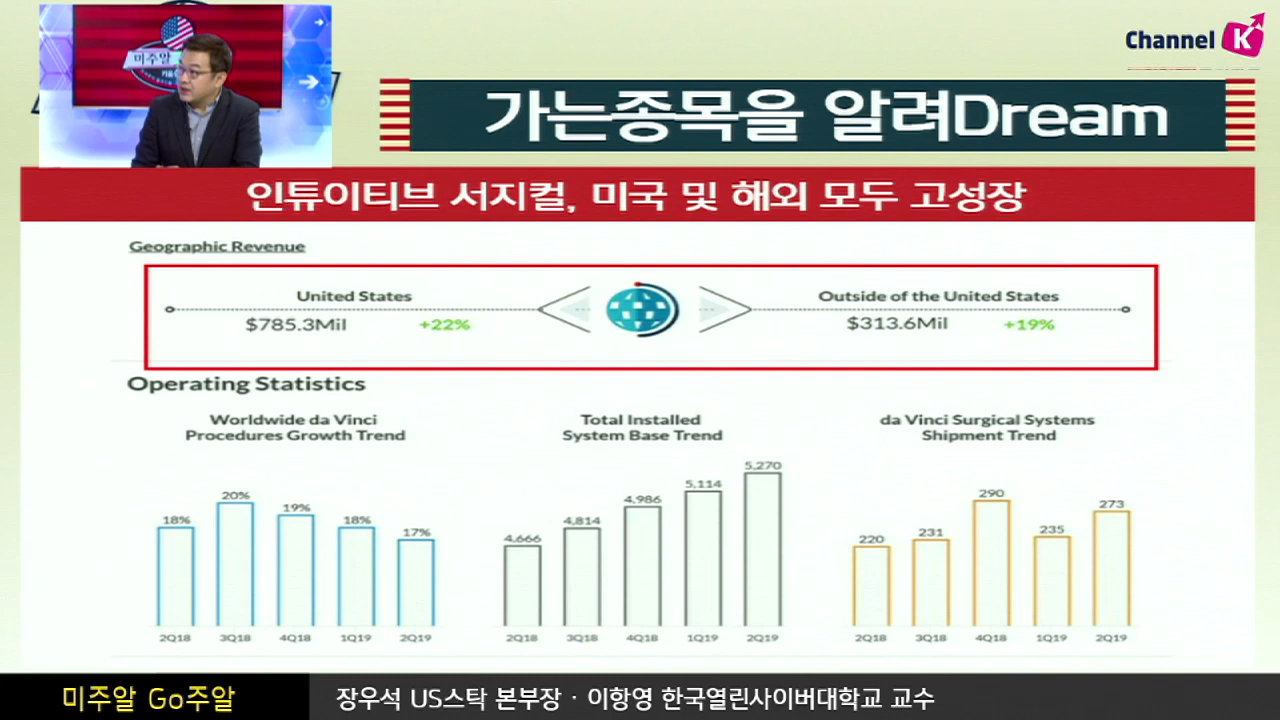 미주알
Channel K
가는종목을 알려Dream
인튜이티브 서지컬, 미국 및 해외 모두 고성장
Geographic Revenue
United States
$785.3Mil +22%
Outside of the United States
$313.6Mil +19%
Operating Statistics
Worldwide da Vinci
Procedures Growth Trend
18% 20% 19% 18% 17%
2Q18 3Q18 4Q18 1Q19 2Q19
Total Installed
System Base Trend
4,666 4,814 4,986 5,114 5,270
2Q18 3Q18 4Q18 1Q19 2Q19
da Vinci Surgical Systems
Shipment Trend
220 231 290 235 273
2Q18 3Q18 4Q18 1Q19 2Q19
미주알 Go주알
장우석 US스탁 본부장 · 이항영 한국열린사이버대학교 교수